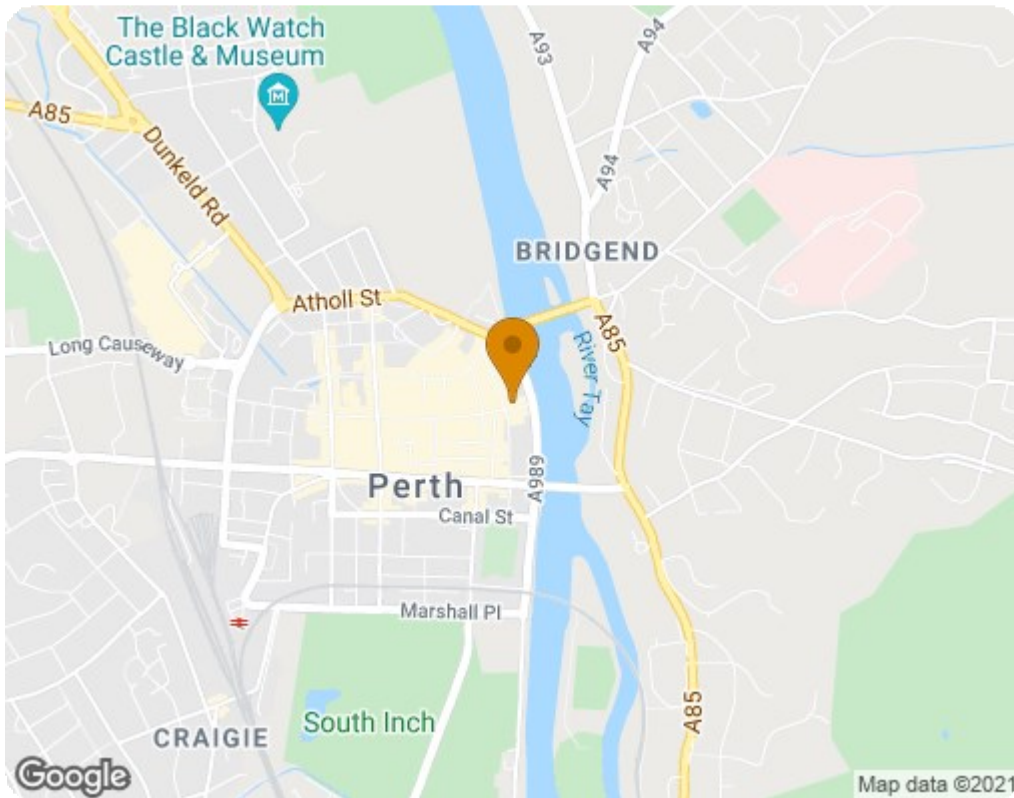 The Black Watch
Castle & Museum
A93
A94
A85
Dunkeld Rd
A94
BRIDGEND
Atholl St
A85
Long Causeway
River Tay
Perth
A989
Canal St
Marshall Pl
A85
South Inch
CRAIGIE
Google
Map data ©2021